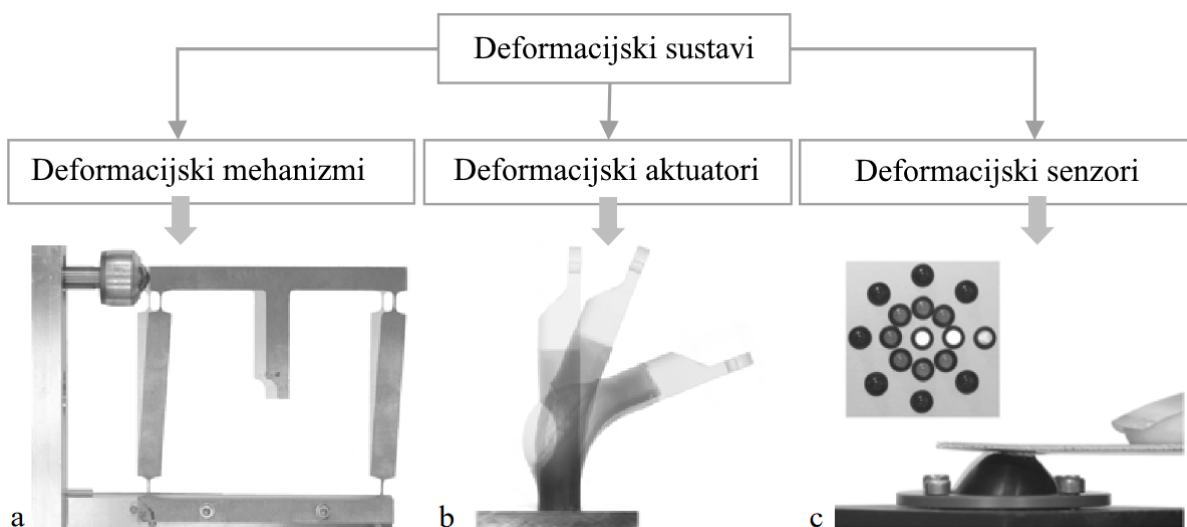 Deformacijski sustavi
Deformacijski mehanizmi
Deformacijski aktuatori
Deformacijski senzori
a
b
c